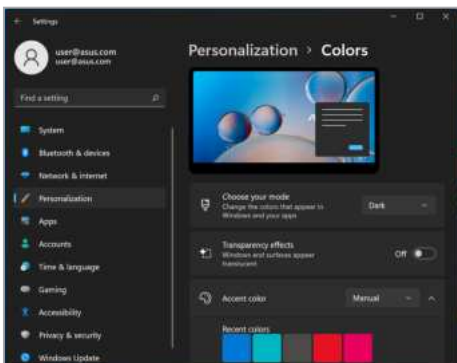 Settings
user@asus.com
user@asus.com
Find a setting
System
Bluetooth & devices
Network & internet
Personalization
Apps
Accounts
Time & language
Gaming
Accessibility
Privacy & security
Windows Update
Personalization > Colors
Choose your mode
Change the colors that appear in
Windows and your apps
Dark
Transparency effects
Windows and surfaces appear
translucent
Off
Accent color
Manual
Recent colors